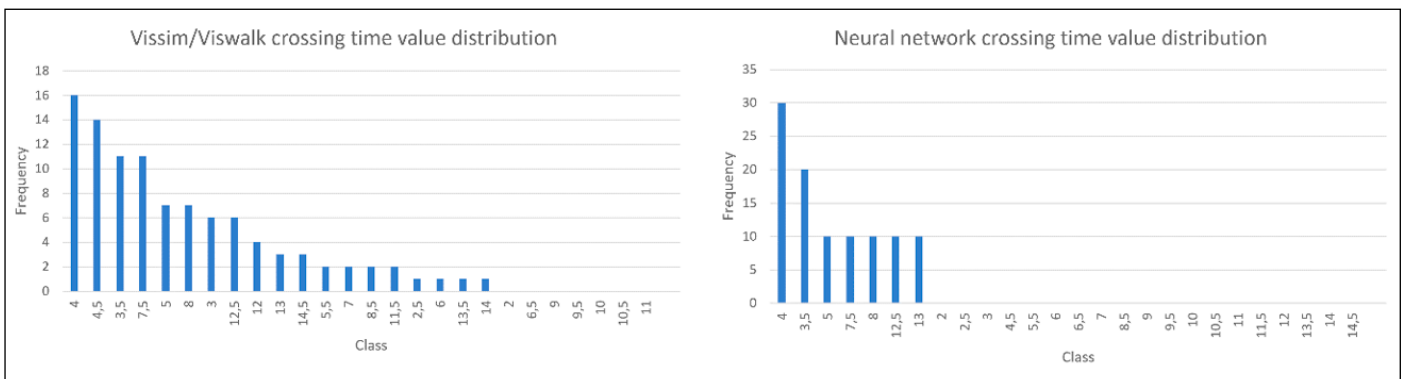 Vissim/Viswalk crossing time value distribution
Frequency
18
16
14
12
10
8
6
4
2
0
4 4,5 3,5 7,5 5 8 3 12,5 12 13 14,5 5,5 7 8,5 11,5 2,5 6 13,5 14 2 6,5 9 9,5 10 10,5 11
Class
Neural network crossing time value distribution
Frequency
35
30
25
20
15
10
5
0
4 3,5 5 7,5 8 12,5 13 2 2,5 3 4,5 5,5 6 6,5 7 8,5 9 9,5 10 10,5 11 11,5 12 13,5 14 14,5
Class